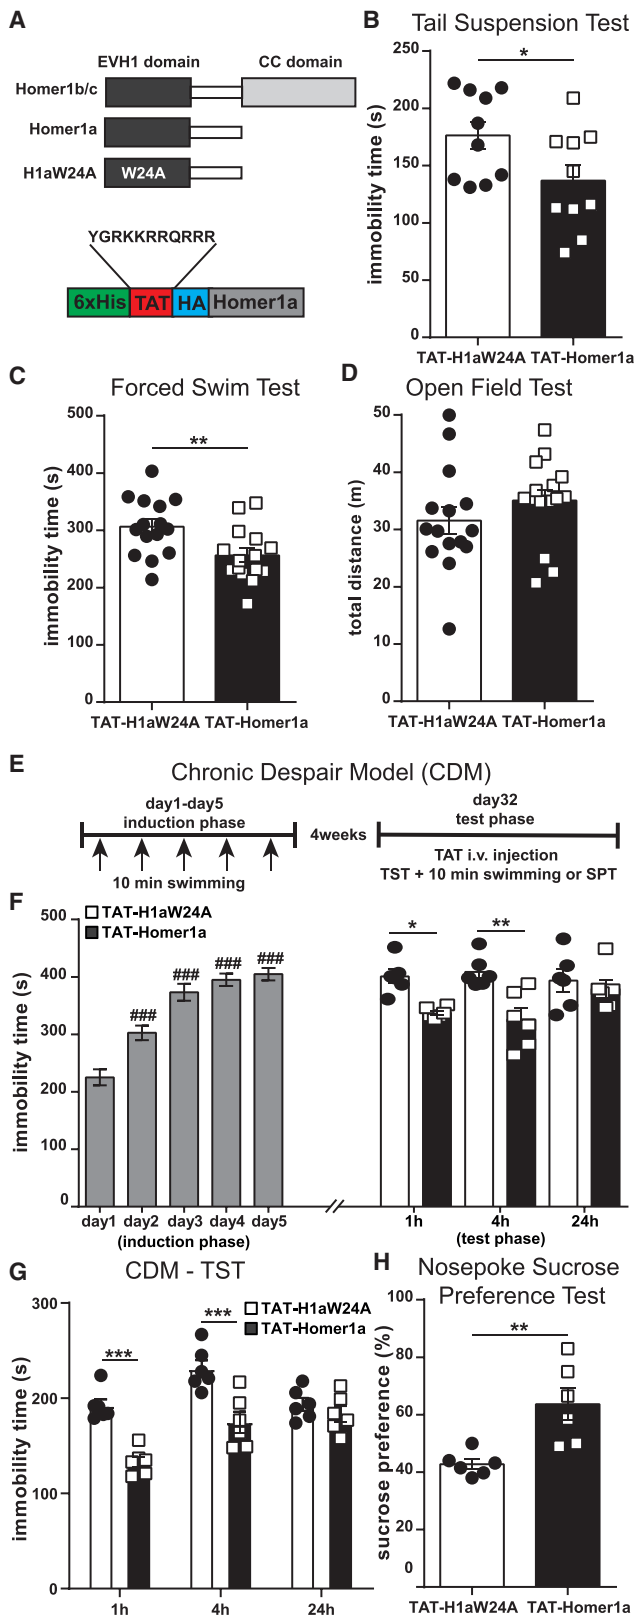 A
EVH1 domain CC domain
Homer1b/c
Homer1a
H1aW24A W24A
YGRKKRRQRRR
6xHis TAT HA Homer1a
B
Tail Suspension Test
immobility time (s)
250
200
150
100
50
0
*
TAT-H1aW24A TAT-Homer1a
C
Forced Swim Test
immobility time (s)
500
400
300
200
100
0
**
TAT-H1aW24A TAT-Homer1a
D
Open Field Test
total distance (m)
50
40
30
20
10
0
TAT-H1aW24A TAT-Homer1a
E
Chronic Despair Model (CDM)
day1-day5
induction phase
10 min swimming
4weeks
day32
test phase
TAT i.v. injection
TST + 10 min swimming or SPT
F
TAT-H1aW24A
TAT-Homer1a
immobility time (s)
500
400
300
200
100
0
### ### ### ###
* **
day1 day2 day3 day4 day5
(induction phase)
1h 4h 24h
(test phase)
G
CDM - TST
TAT-H1aW24A
TAT-Homer1a
immobility time (s)
300
200
100
0
*** ***
1h 4h 24h
H
Nosepoke Sucrose
Preference Test
sucrose preference (%)
100
80
60
40
20
0
**
TAT-H1aW24A TAT-Homer1a